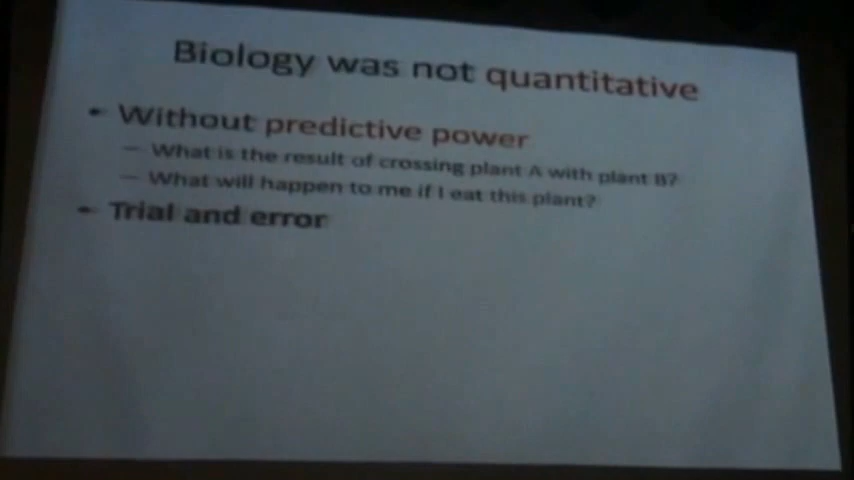 Biology was not quantitative
• Without predictive power
– What is the result of crossing plant A with plant B?
– What will happen to me if I eat this plant?
• Trial and error